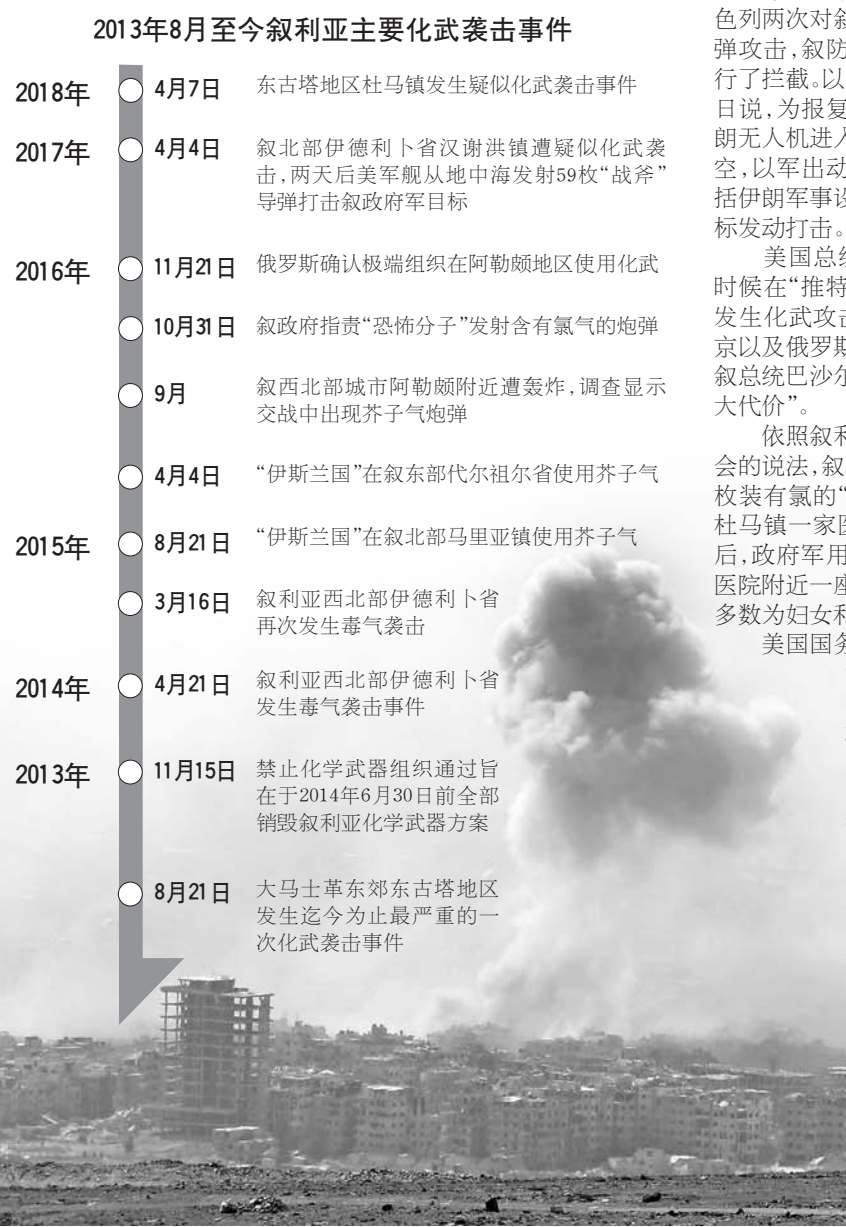 2013年8月至今叙利亚主要化武袭击事件
2018年 4月7日 东古塔地区杜马镇发生疑似化武袭击事件
2017年 4月4日 叙北部伊德利卜省汉谢洪镇遭疑似化武袭
击,两天后美军舰从地中海发射59枚“战斧”
导弹打击叙政府军目标
2016年 11月21日 俄罗斯确认极端组织在阿勒颇地区使用化武
10月31日 叙政府指责“恐怖分子”发射含有氯气的炮弹
9月 叙西北部城市阿勒颇附近遭轰炸,调查显示
交战中出现芥子气炮弹
4月4日 “伊斯兰国”在叙东部代尔祖尔省使用芥子气
2015年 8月21日 “伊斯兰国”在叙北部马里亚镇使用芥子气
3月16日 叙利亚西北部伊德利卜省
再次发生毒气袭击
2014年 4月21日 叙利亚西北部伊德利卜省
发生毒气袭击事件
2013年 11月15日 禁止化学武器组织通过旨
在于2014年6月30日前全部
销毁叙利亚化学武器方案
8月21日 大马士革东郊东古塔地区
发生迄今为止最严重的一
次化武袭击事件
色列两次对叙
弹攻击,叙防
行了拦截。以
日说,为报复
朗无人机进入
空,以军出动
括伊朗军事设
标发动打击。
美国总统
时候在“推特
发生化武攻击
京以及俄罗斯
叙总统巴沙尔
大代价”。
依照叙利
会的说法,叙
枚装有氯的“
杜马镇一家医
后,政府军用
医院附近一座
多数为妇女和
美国国务